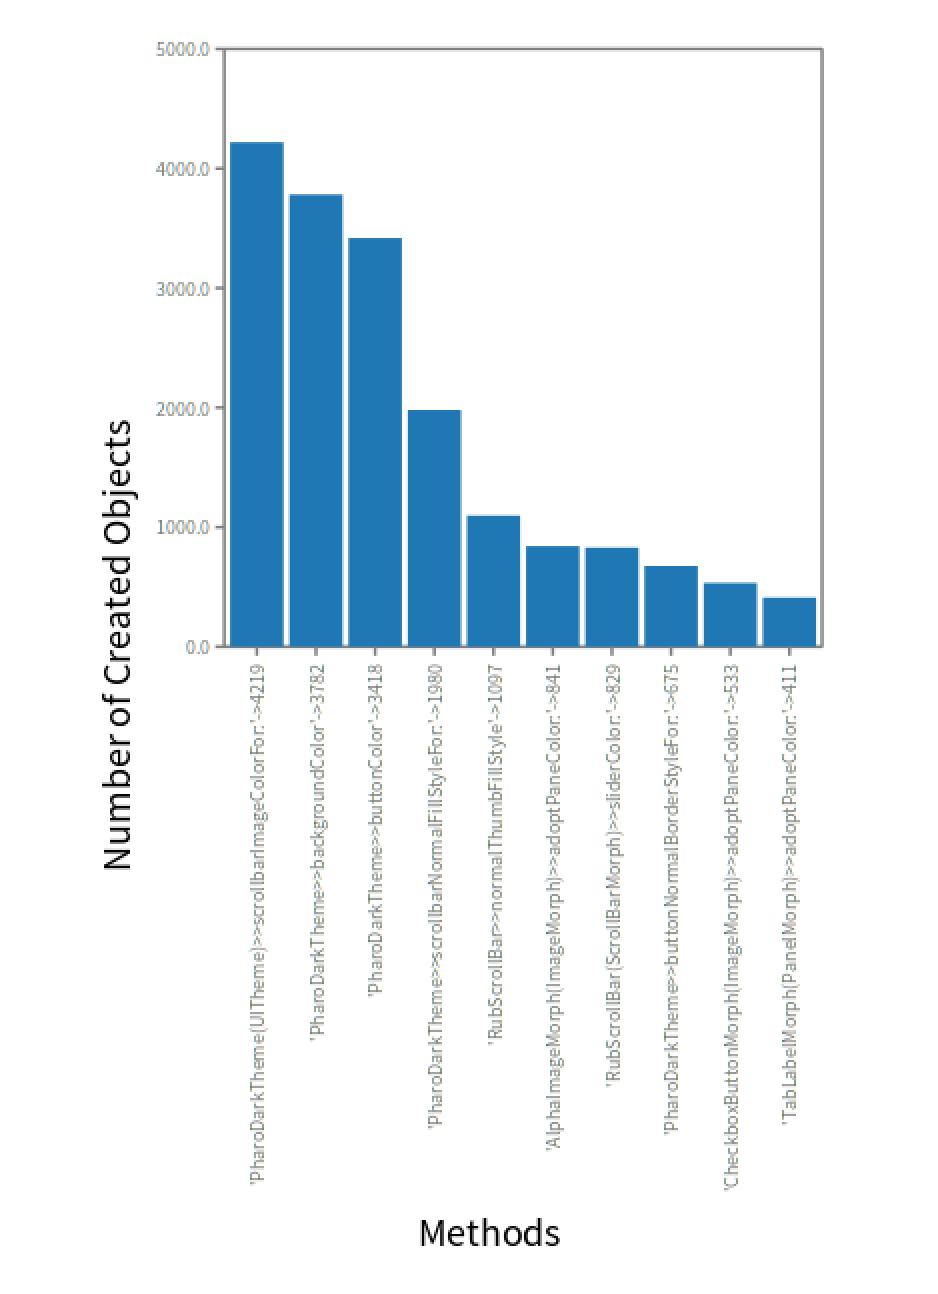 5000.0
4000.0
3000.0
2000.0
1000.0
0.0
Number of Created Objects
'PharoDarkTheme(UITheme)>>scrollbarImageColorFor:'->4219
'PharoDarkTheme>>backgroundColor'->3782
'PharoDarkTheme>>buttonColor'->3418
'PharoDarkTheme>>scrollbarNormalFillStyleFor:'->1980
'RubScrollBar>>normalThumbFillStyle'->1097
'AlphaImageMorph(ImageMorph)>>adoptPaneColor:'->841
'RubScrollBar(ScrollBarMorph)>>sliderColor:'->829
'PharoDarkTheme>>buttonNormalBorderStyleFor:'->675
'CheckboxButtonMorph(ImageMorph)>>adoptPaneColor:'->533
'TabLabelMorph(PanelMorph)>>adoptPaneColor:'->411
Methods